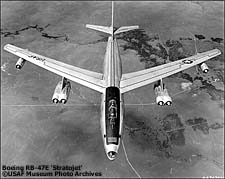 Boeing RB-47E 'Stratojet'
©USAF Museum Photo Archives